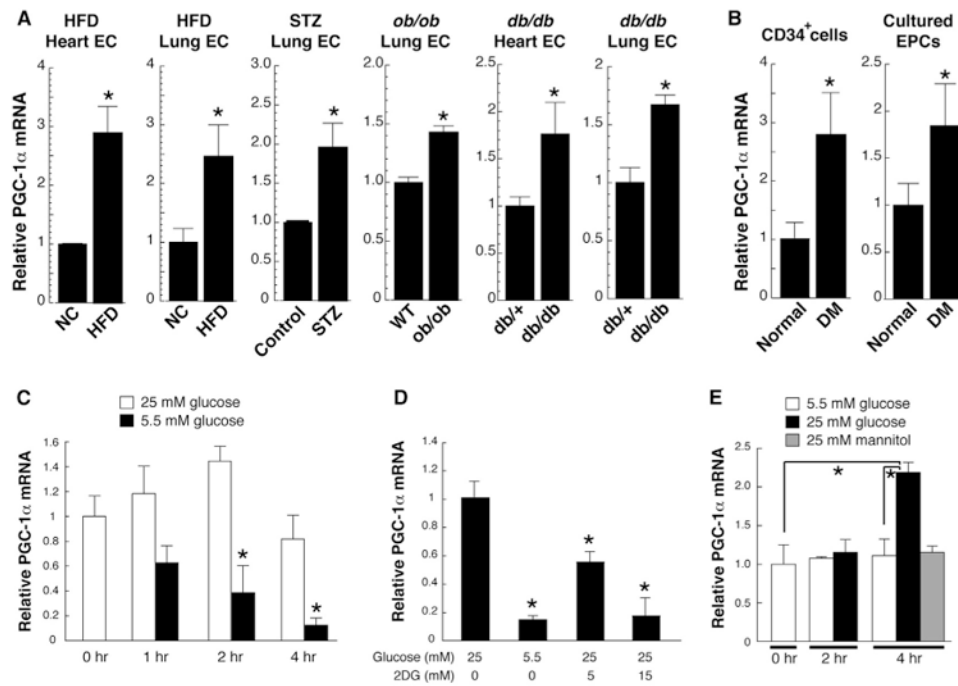 A
HFD
Heart EC
HFD
Lung EC
STZ
Lung EC
ob/ob
Lung EC
db/db
Heart EC
db/db
Lung EC
Relative PGC-1α mRNA
4
3
2
1
0
*
NC
HFD
4
3
2
1
0
*
NC
HFD
3.0
2.5
2.0
1.5
1.0
0.5
0
*
Control
STZ
2.0
1.5
1.0
0.5
0
*
WT
ob/ob
2.5
2
1.5
1
0.5
0
*
db/+
db/db
2.0
1.5
1.0
0.5
0
*
db/+
db/db
B
CD34+cells
Cultured
EPCs
Relative PGC-1α mRNA
4
3
2
1
0
*
Normal
DM
2.5
2
1.5
1
0.5
0
*
Normal
DM
C
25 mM glucose
5.5 mM glucose
Relative PGC-1α mRNA
1.6
1.4
1.2
1.0
0.8
0.6
0.4
0.2
0
*
*
0 hr 1 hr 2 hr 4 hr
D
Relative PGC-1α mRNA
1.4
1.2
1
0.8
0.6
0.4
0.2
0
*
*
*
Glucose (mM) 25 5.5 25 25
2DG (mM) 0 0 5 15
E
5.5 mM glucose
25 mM glucose
25 mM mannitol
Relative PGC-1α mRNA
2.5
2.0
1.5
1.0
0.5
0
*
*
0 hr 2 hr 4 hr